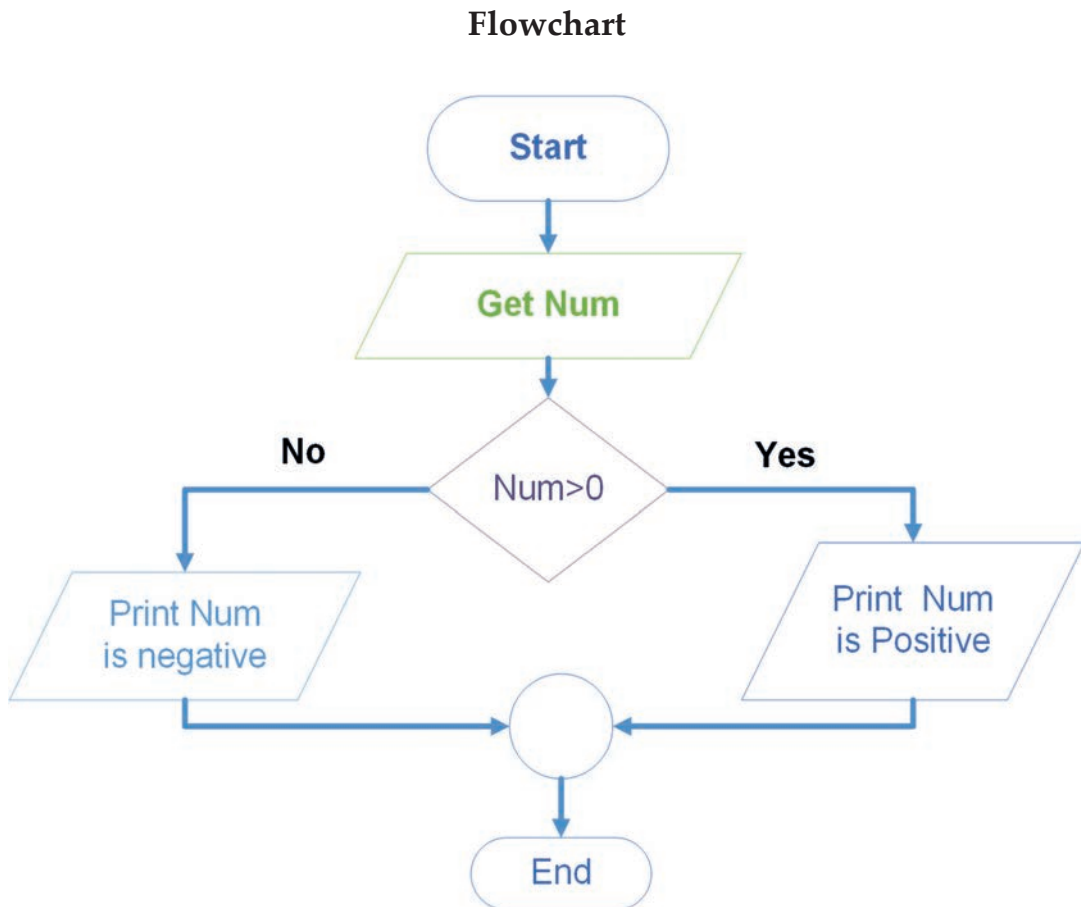 Flowchart
Start
Get Num
No
Yes
Num>0
Print Num
is negative
Print Num
is Positive
End